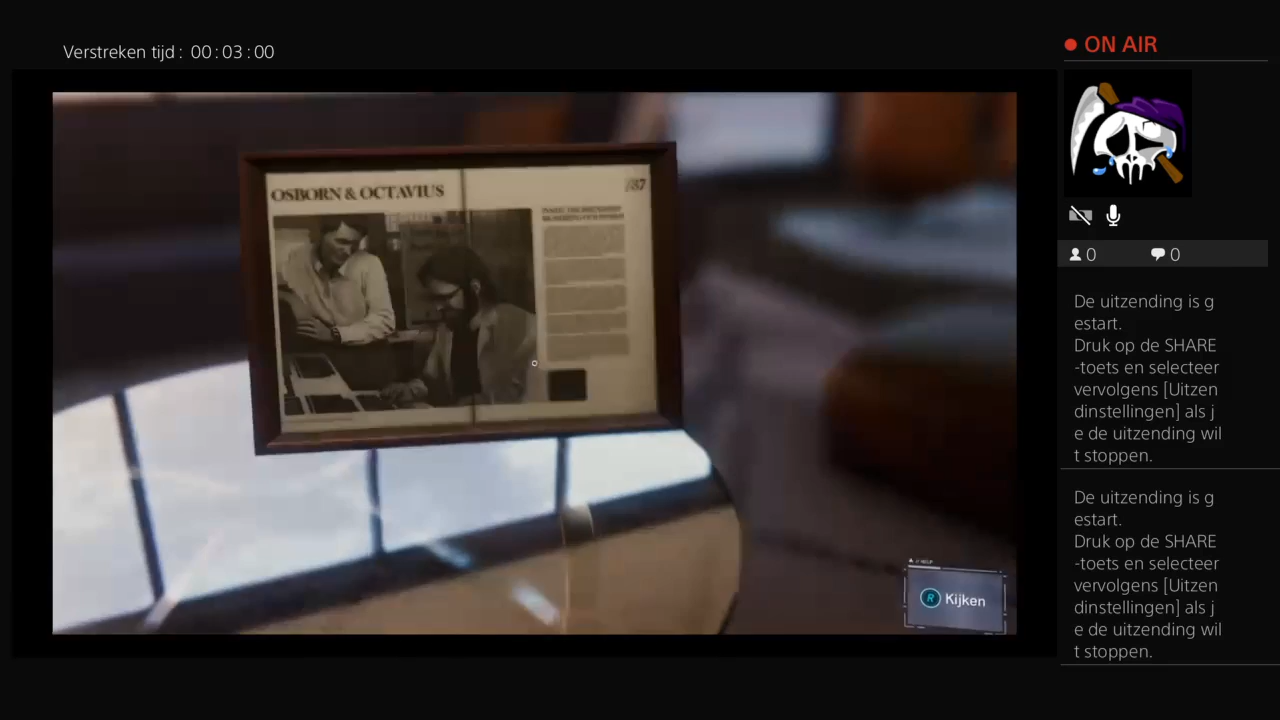 Verstreken tijd : 00:03:00
ON AIR
OSBORN & OCTAVIUS
/87
0
0
De uitzending is g
estart.
Druk op de SHARE
-toets en selecteer
vervolgens [Uitzen
dinstellingen] als j
e de uitzending wil
t stoppen.
De uitzending is g
estart.
Druk op de SHARE
-toets en selecteer
vervolgens [Uitzen
dinstellingen] als j
e de uitzending wil
t stoppen.
HELP
R Kijken